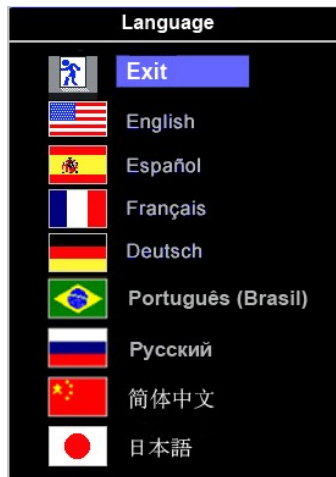 Language
Exit
English
Español
Français
Deutsch
Português (Brasil)
Русский
简体中文
日本語